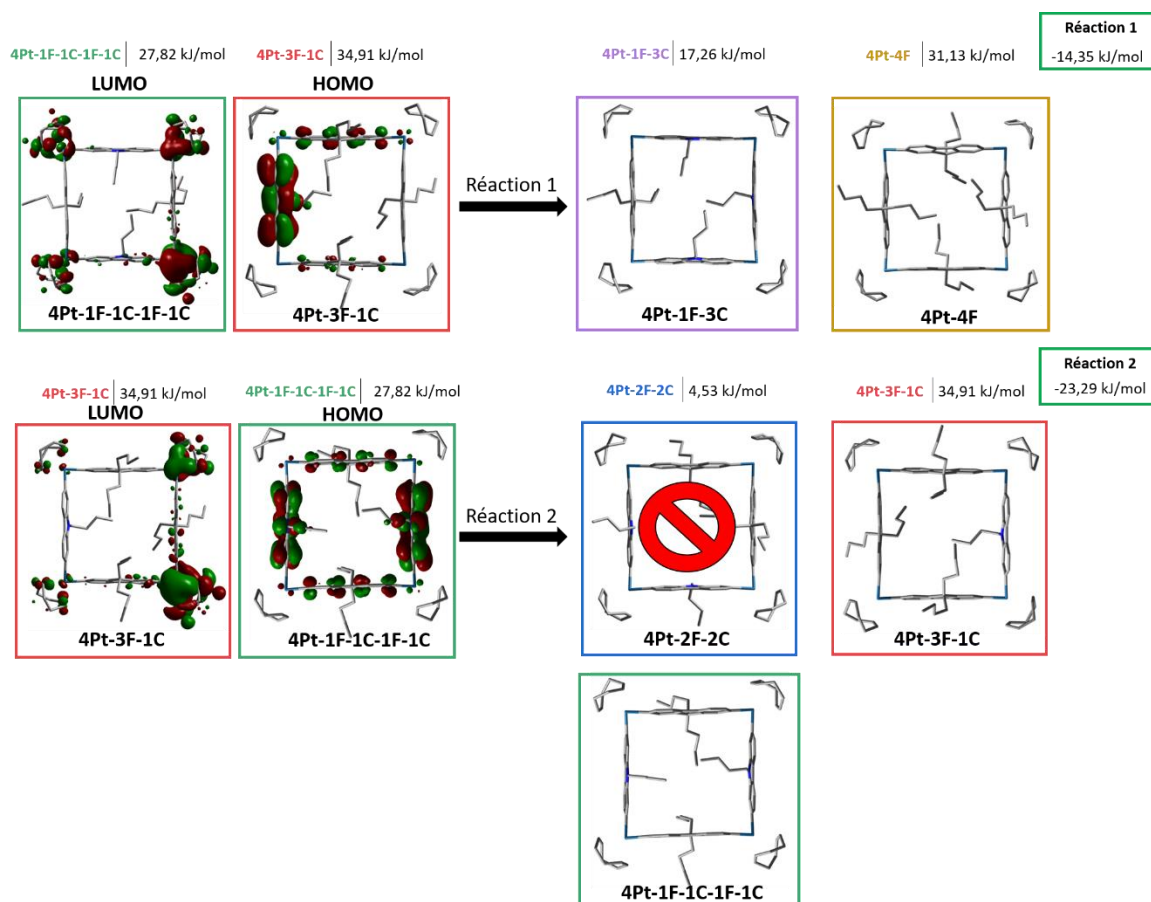 Réaction 1
-14,35 kJ/mol
4Pt-1F-1C-1F-1C 27,82 kJ/mol
LUMO
4Pt-3F-1C 34,91 kJ/mol
HOMO
4Pt-1F-3C 17,26 kJ/mol
4Pt-4F 31,13 kJ/mol
Réaction 1
4Pt-1F-1C-1F-1C
4Pt-3F-1C
4Pt-1F-3C
4Pt-4F
Réaction 2
-23,29 kJ/mol
4Pt-3F-1C 34,91 kJ/mol
LUMO
4Pt-1F-1C-1F-1C 27,82 kJ/mol
HOMO
4Pt-2F-2C 4,53 kJ/mol
4Pt-3F-1C 34,91 kJ/mol
Réaction 2
4Pt-3F-1C
4Pt-1F-1C-1F-1C
4Pt-2F-2C
4Pt-3F-1C
4Pt-1F-1C-1F-1C